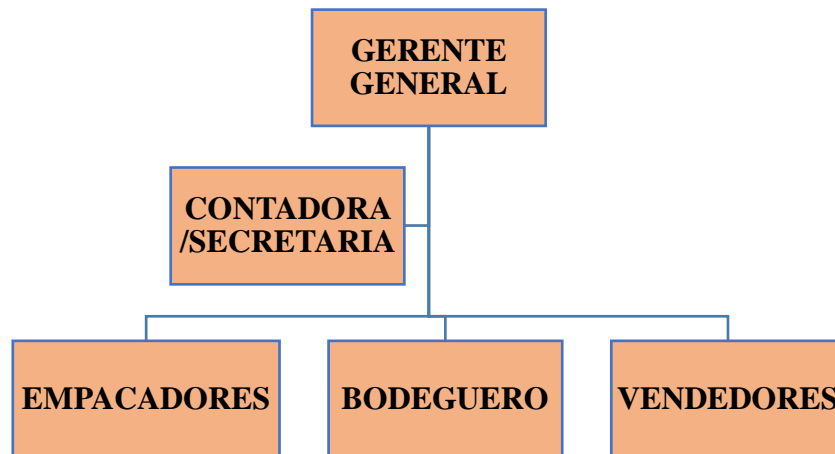 GERENTE
GENERAL
CONTADORA
/SECRETARIA
EMPACADORES
BODEGUERO
VENDEDORES